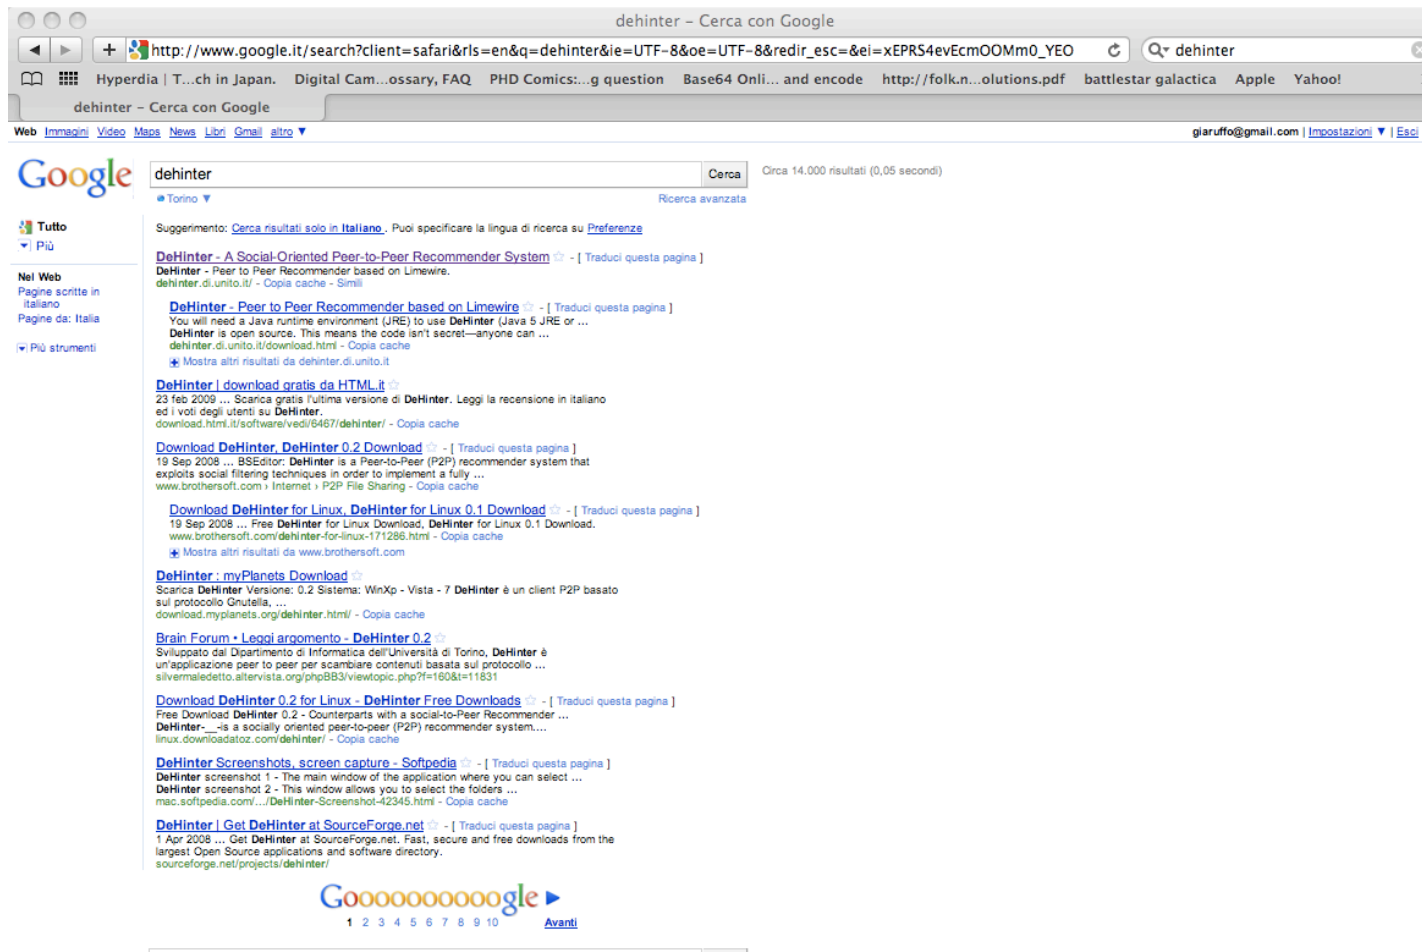 dehinter – Cerca con Google
http://www.google.it/search?client=safari&rls=en&q=dehinter&ie=UTF-8&oe=UTF-8&redir_esc=&ei=xEPRS4evEcmOOMm0_YEO
dehinter
Hyperdia | T...ch in Japan. Digital Cam...ossary, FAQ PHD Comics:...g question Base64 Onli... and encode http://folk.n...olutions.pdf battlestar galactica Apple Yahoo!
dehinter – Cerca con Google
Web Immagini Video Maps News Libri Gmail altro ▼
giaruffo@gmail.com | Impostazioni ▼ | Esci
Google
dehinter
Cerca
Circa 14.000 risultati (0,05 secondi)
Torino ▼
Ricerca avanzata
Tutto
Più
Nel Web
Pagine scritte in
italiano
Pagine da: Italia
Più strumenti
Suggerimento: Cerca risultati solo in Italiano . Puoi specificare la lingua di ricerca su Preferenze
DeHinter - A Social-Oriented Peer-to-Peer Recommender System - [ Traduci questa pagina ]
DeHinter - Peer to Peer Recommender based on Limewire.
dehinter.di.unito.it/ - Copia cache - Simili
DeHinter - Peer to Peer Recommender based on Limewire - [ Traduci questa pagina ]
You will need a Java runtime environment (JRE) to use DeHinter (Java 5 JRE or ...
DeHinter is open source. This means the code isn't secret—anyone can ...
dehinter.di.unito.it/download.html - Copia cache
Mostra altri risultati da dehinter.di.unito.it
DeHinter | download gratis da HTML.it
23 feb 2009 ... Scarica gratis l'ultima versione di DeHinter. Leggi la recensione in italiano
ed i voti degli utenti su DeHinter.
download.html.it/software/vedi/6467/dehinter/ - Copia cache
Download DeHinter, DeHinter 0.2 Download - [ Traduci questa pagina ]
19 Sep 2008 ... BSEditor: DeHinter is a Peer-to-Peer (P2P) recommender system that
exploits social filtering techniques in order to implement a fully ...
www.brothersoft.com › Internet › P2P File Sharing - Copia cache
Download DeHinter for Linux, DeHinter for Linux 0.1 Download - [ Traduci questa pagina ]
19 Sep 2008 ... Free DeHinter for Linux Download, DeHinter for Linux 0.1 Download.
www.brothersoft.com/dehinter-for-linux-171286.html - Copia cache
Mostra altri risultati da www.brothersoft.com
DeHinter : myPlanets Download
Scarica DeHinter Versione: 0.2 Sistema: WinXp - Vista - 7 DeHinter è un client P2P basato
sul protocollo Gnutella, ...
download.myplanets.org/dehinter.html/ - Copia cache
Brain Forum • Leggi argomento - DeHinter 0.2
Sviluppato dal Dipartimento di Informatica dell'Università di Torino, DeHinter è
un'applicazione peer to peer per scambiare contenuti basata sul protocollo ...
silvermaledetto.altervista.org/phpBB3/viewtopic.php?f=160&t=11831
Download DeHinter 0.2 for Linux - DeHinter Free Downloads - [ Traduci questa pagina ]
Free Download DeHinter 0.2 - Counterparts with a social-to-Peer Recommender ...
DeHinter-__-is a socially oriented peer-to-peer (P2P) recommender system....
linux.downloadatoz.com/dehinter/ - Copia cache
DeHinter Screenshots, screen capture - Softpedia - [ Traduci questa pagina ]
DeHinter screenshot 1 - The main window of the application where you can select ...
DeHinter screenshot 2 - This window allows you to select the folders ...
mac.softpedia.com/.../DeHinter-Screenshot-42345.html - Copia cache
DeHinter | Get DeHinter at SourceForge.net - [ Traduci questa pagina ]
1 Apr 2008 ... Get DeHinter at SourceForge.net. Fast, secure and free downloads from the
largest Open Source applications and software directory.
sourceforge.net/projects/dehinter/
Goooooooooogle
1 2 3 4 5 6 7 8 9 10 Avanti